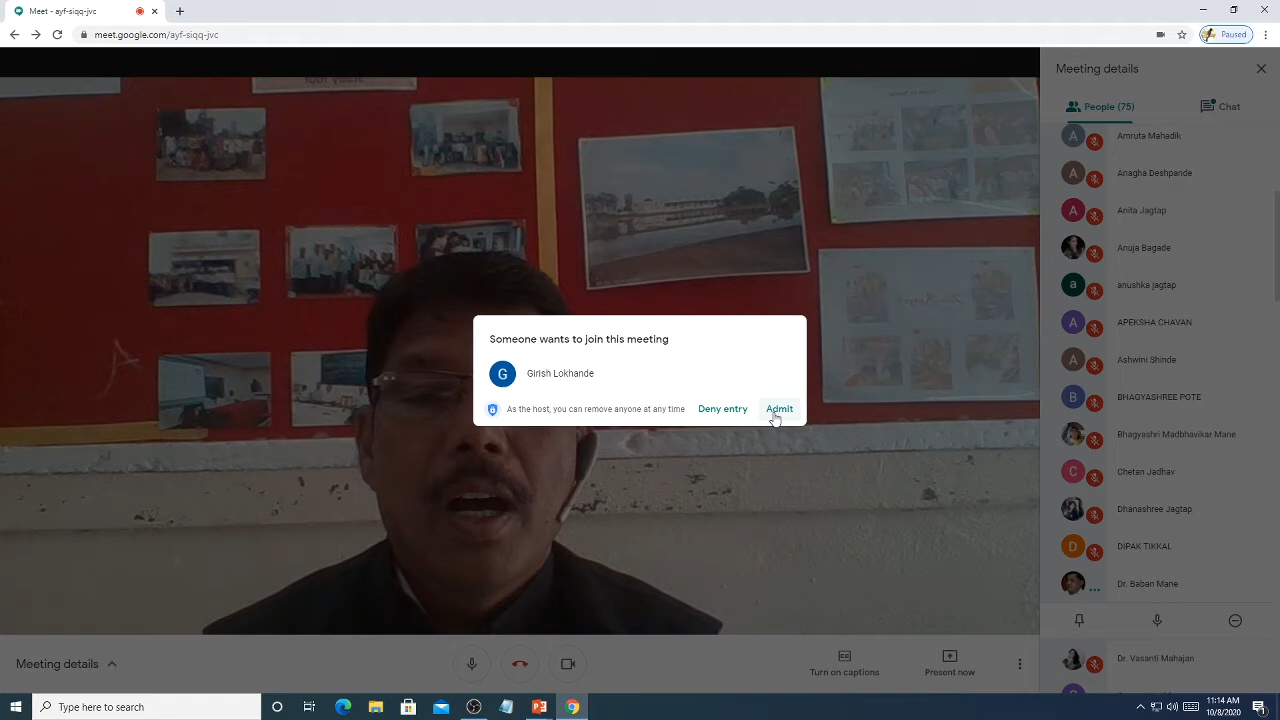 Meet - ayf-siqq-jvc
meet.google.com/ayf-siqq-jvc
Paused
Meeting details
People (75)
Chat
Amruta Mahadik
Anagha Deshpande
Anita Jagtap
Anuja Bagade
anushka jagtap
APEKSHA CHAVAN
Ashwini Shinde
BHAGYASHREE POTE
Bhagyashri Madbhavikar Mane
Chetan Jadhav
Dhanashree Jagtap
DIPAK TIKKAL
Dr. Baban Mane
Dr. Vasanti Mahajan
A
A
A
a
A
A
B
C
D
Someone wants to join this meeting
G
Girish Lokhande
As the host, you can remove anyone at any time
Deny entry
Admit
Meeting details
CC
Turn on captions
Present now
Type here to search
11:14 AM
10/8/2020